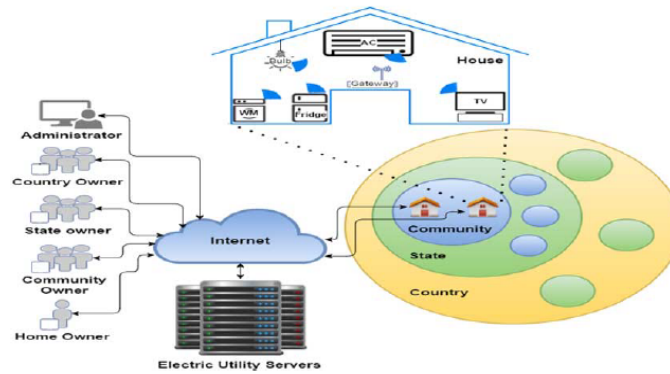 AC
House
Bulb
[Gateway]
WM
Fridge
TV
Administrator
Country Owner
State owner
Community
Owner
Home Owner
Internet
Electric Utility Servers
Community
State
Country